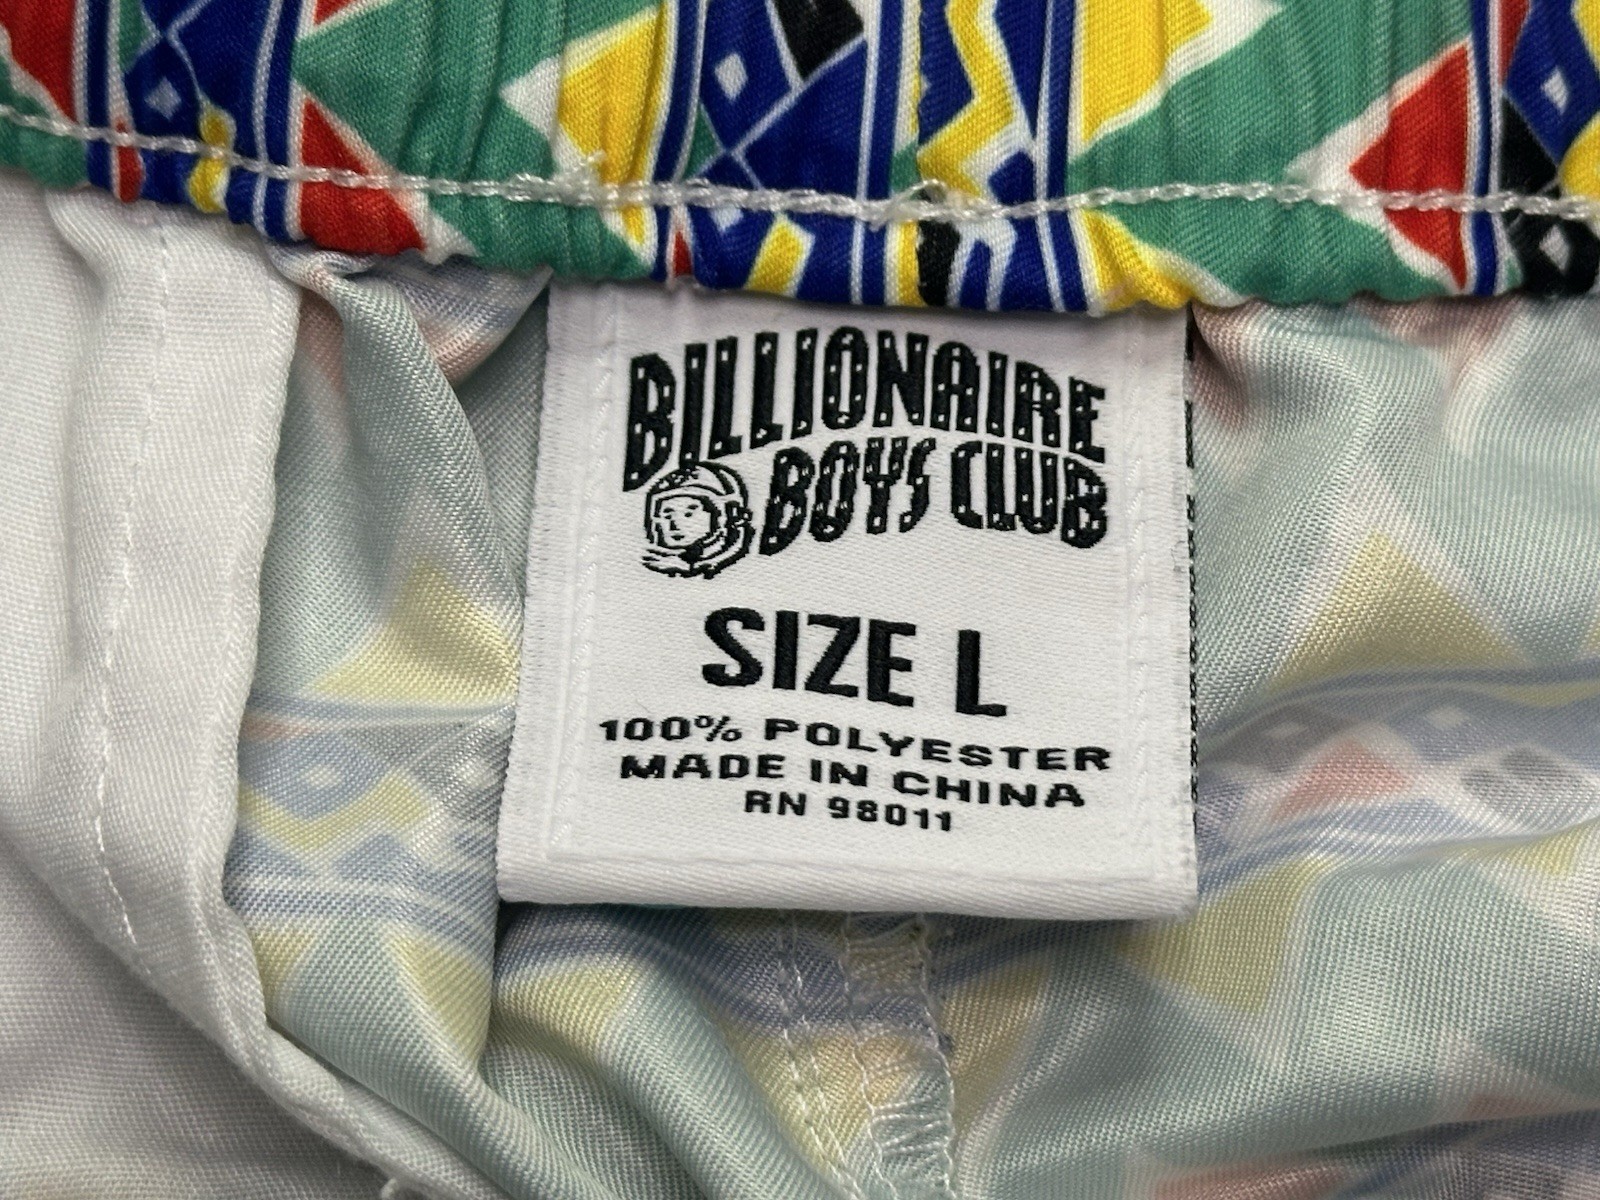 BILLIONAIRE
BOYS CLUB
SIZE L
100% POLYESTER
MADE IN CHINA
RN 98011